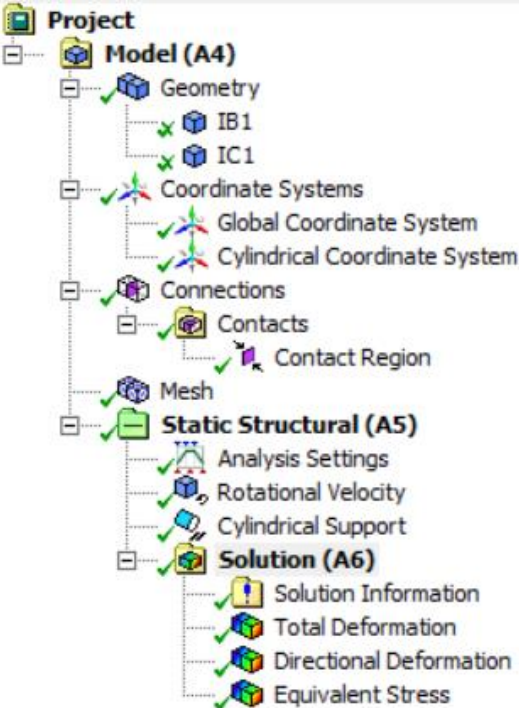 Project
Model (A4)
Geometry
IB1
IC1
Coordinate Systems
Global Coordinate System
Cylindrical Coordinate System
Connections
Contacts
Contact Region
Mesh
Static Structural (A5)
Analysis Settings
Rotational Velocity
Cylindrical Support
Solution (A6)
Solution Information
Total Deformation
Directional Deformation
Equivalent Stress